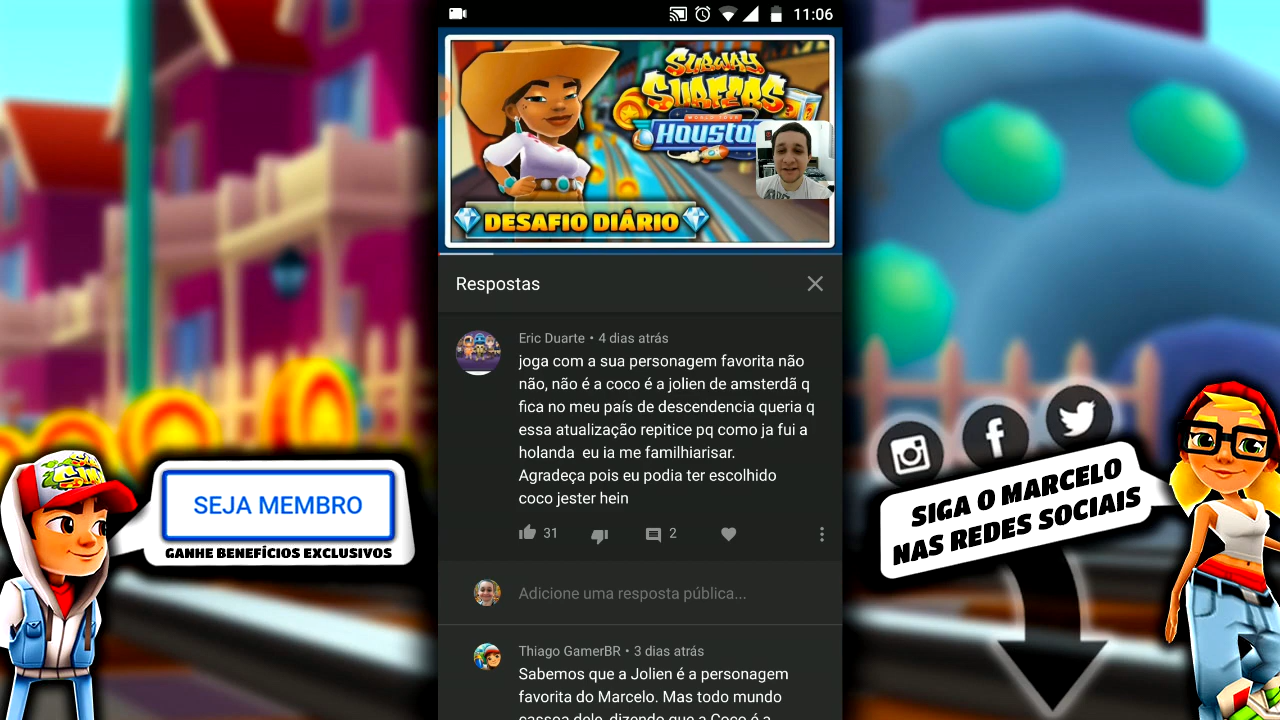 11:06
SUBWAY
SURFERS
WORLD TOUR
Houston
DESAFIO DIÁRIO
Respostas
Eric Duarte • 4 dias atrás
joga com a sua personagem favorita não
não, não é a coco é a jolien de amsterdã q
fica no meu país de descendencia queria q
essa atualização repitice pq como ja fui a
holanda eu ia me familhiarisar.
Agradeça pois eu podia ter escolhido
coco jester hein
31
2
Adicione uma resposta pública...
Thiago GamerBR • 3 dias atrás
Sabemos que a Jolien é a personagem
favorita do Marcelo. Mas todo mundo
SEJA MEMBRO
GANHE BENEFÍCIOS EXCLUSIVOS
SIGA O MARCELO
NAS REDES SOCIAIS